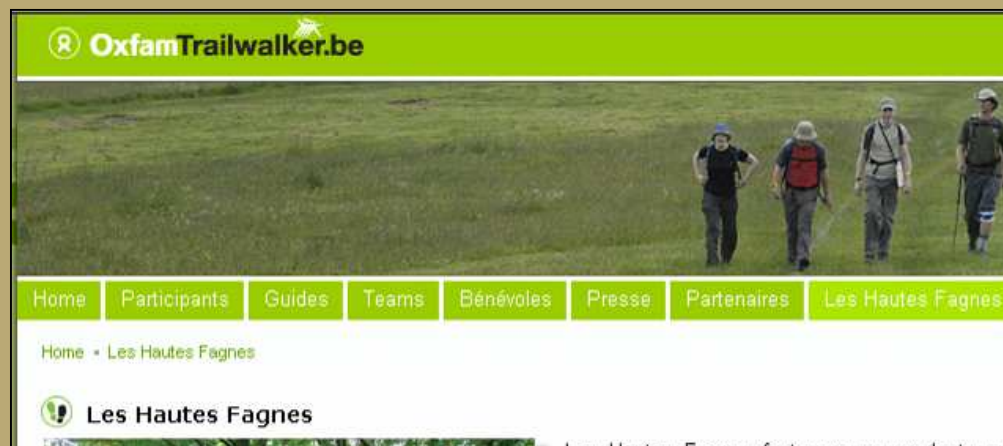 OxfamTrailwalker.be
Home Participants Guides Teams Bénévoles Presse Partenaires Les Hautes Fagnes
Home • Les Hautes Fagnes
Les Hautes Fagnes